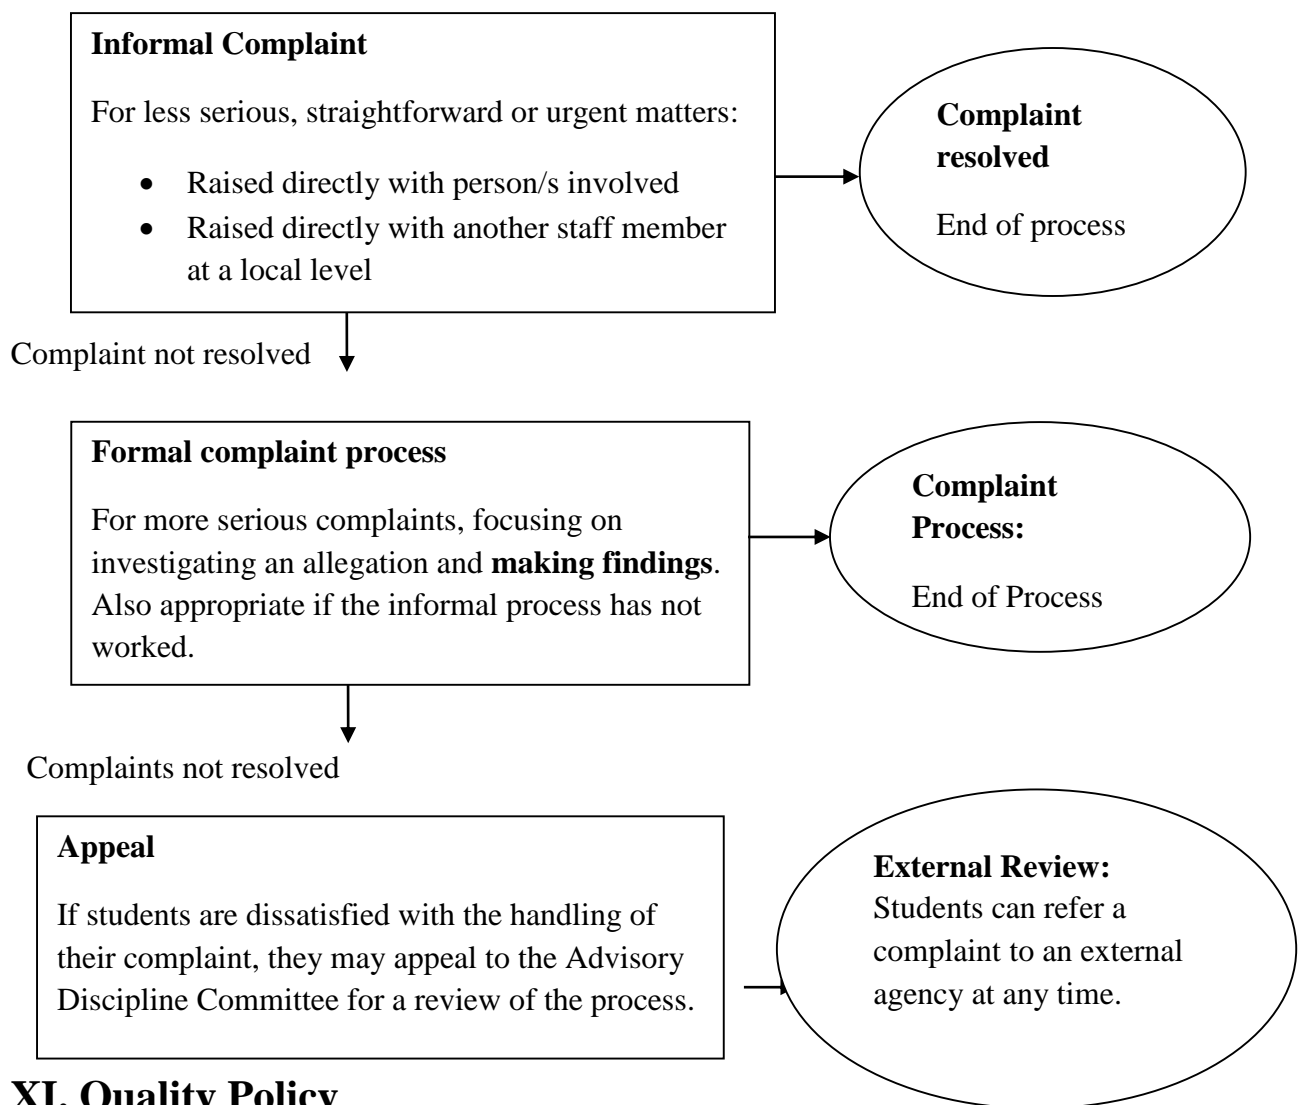 Informal Complaint
For less serious, straightforward or urgent matters:
• Raised directly with person/s involved
• Raised directly with another staff member
at a local level
Complaint
resolved
End of process
Complaint not resolved
Formal complaint process
For more serious complaints, focusing on
investigating an allegation and making findings.
Also appropriate if the informal process has not
worked.
Complaint
Process:
End of Process
Complaints not resolved
Appeal
If students are dissatisfied with the handling of
their complaint, they may appeal to the Advisory
Discipline Committee for a review of the process.
External Review:
Students can refer a
complaint to an external
agency at any time.
XI. Quality Policy